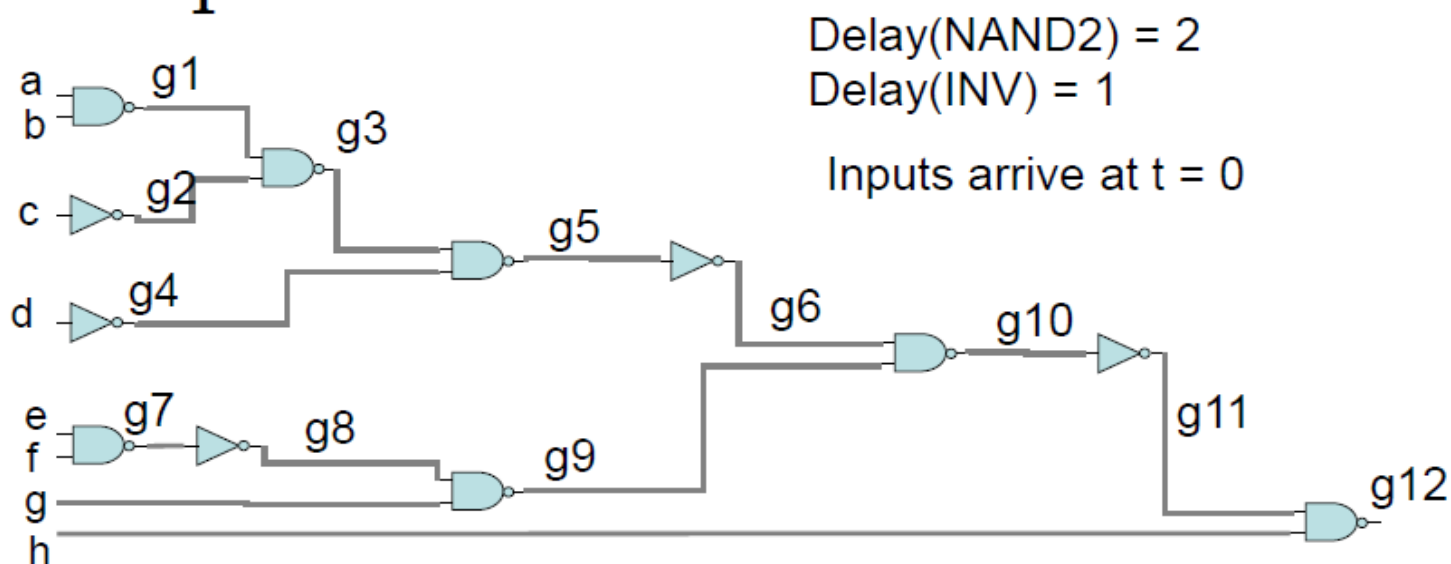 Delay(NAND2) = 2
Delay(INV) = 1
Inputs arrive at t = 0
a
b
g1
g3
c
g2
g5
d
g4
g6
g10
e
f
g7
g8
g9
g11
g
h
g12